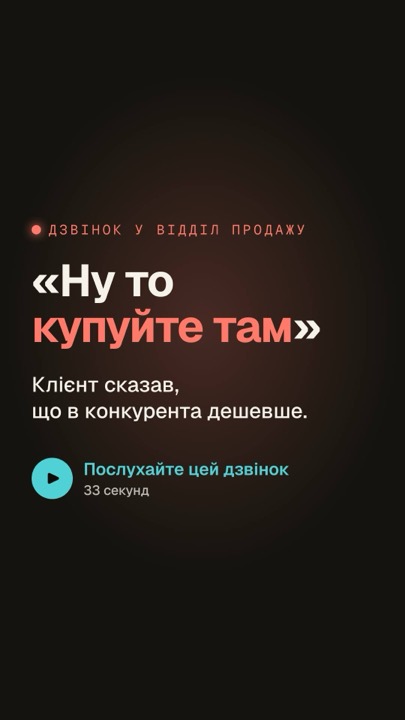 ДЗВІНОК У ВІДДІЛ ПРОДАЖУ
«Ну то
купуйте там»
Клієнт сказав,
що в конкурента дешевше.
Послухайте цей дзвінок
33 секунд